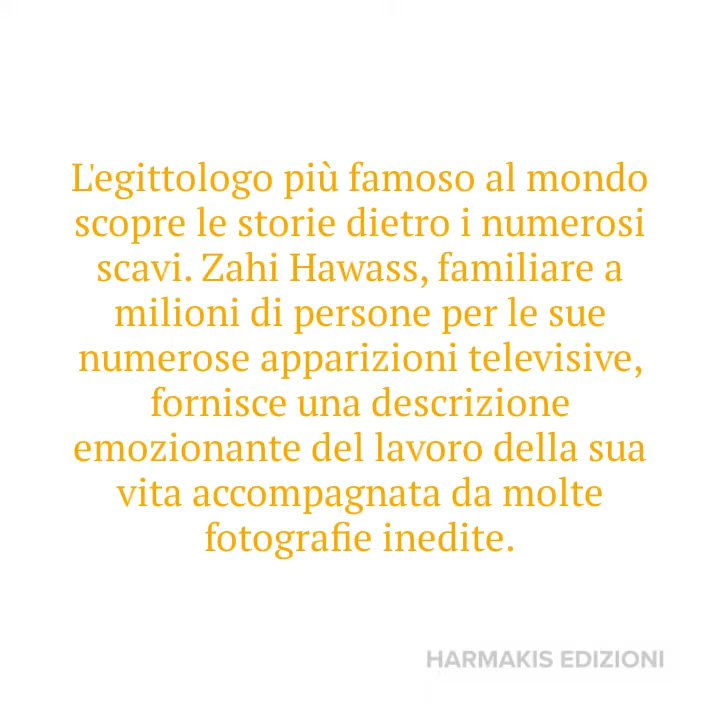 L'egittologo più famoso al mondo
scopre le storie dietro i numerosi
scavi. Zahi Hawass, familiare a
milioni di persone per le sue
numerose apparizioni televisive,
fornisce una descrizione
emozionante del lavoro della sua
vita accompagnata da molte
fotografie inedite.
HARMAKIS EDIZIONI